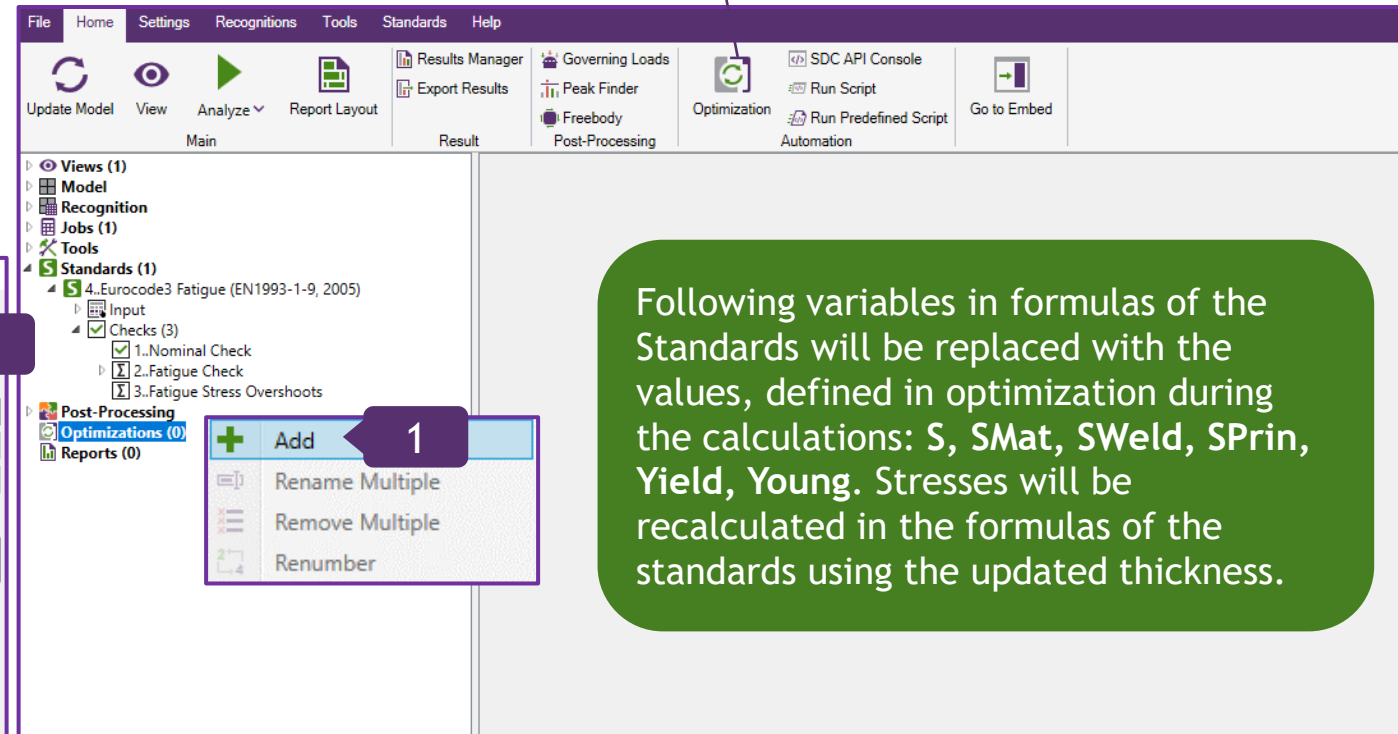 File Home Settings Recognitions Tools Standards Help
Update Model View Analyze Report Layout
Main
Results Manager
Export Results
Result
Governing Loads
Peak Finder
Freebody
Post-Processing
Optimization
SDC API Console
Run Script
Run Predefined Script
Automation
Go to Embed
Views (1)
Model
Recognition
Jobs (1)
Tools
Standards (1)
4..Eurocode3 Fatigue (EN1993-1-9, 2005)
Input
Checks (3)
1..Nominal Check
2..Fatigue Check
3..Fatigue Stress Overshoots
Post-Processing
Optimizations (0)
Reports (0)
Add
1
Rename Multiple
Remove Multiple
Renumber
Following variables in formulas of the
Standards will be replaced with the
values, defined in optimization during
the calculations: S, SMat, SWeld, SPrin,
Yield, Young. Stresses will be
recalculated in the formulas of the
standards using the updated thickness.